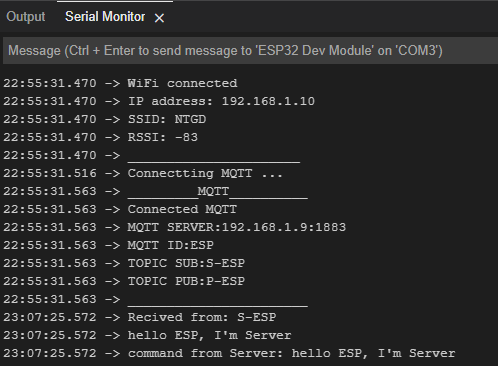 Output Serial Monitor ×
Message (Ctrl + Enter to send message to 'ESP32 Dev Module' on 'COM3')
22:55:31.470 -> WiFi connected
22:55:31.470 -> IP address: 192.168.1.10
22:55:31.470 -> SSID: NTGD
22:55:31.470 -> RSSI: -83
22:55:31.470 -> ______________________
22:55:31.516 -> Connectting MQTT ...
22:55:31.563 -> _________MQTT__________
22:55:31.563 -> Connected MQTT
22:55:31.563 -> MQTT SERVER:192.168.1.9:1883
22:55:31.563 -> MQTT ID:ESP
22:55:31.563 -> TOPIC SUB:S-ESP
22:55:31.563 -> TOPIC PUB:P-ESP
22:55:31.563 -> _______________________
23:07:25.572 -> Recived from: S-ESP
23:07:25.572 -> hello ESP, I'm Server
23:07:25.572 -> command from Server: hello ESP, I'm Server